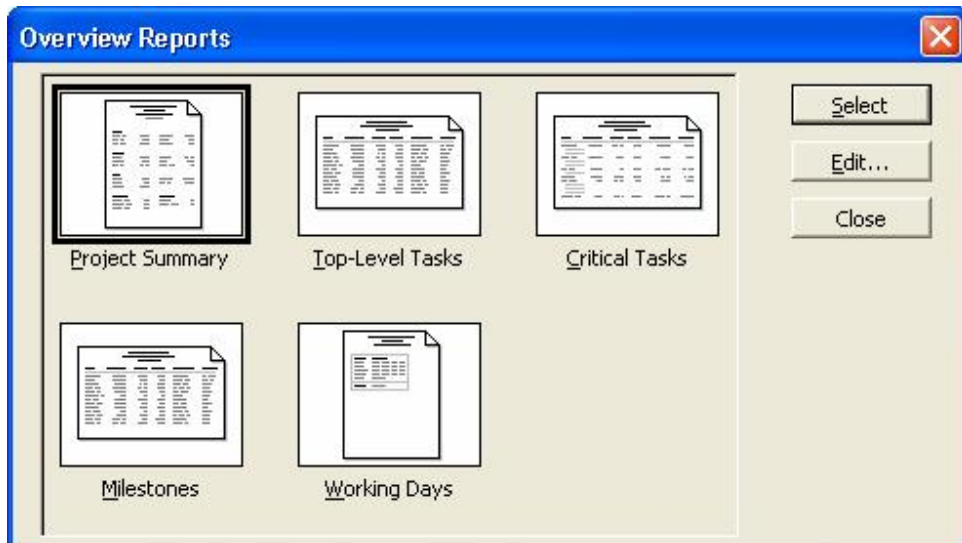 Overview Reports
Select
Edit...
Close
Project Summary
Top-Level Tasks
Critical Tasks
Milestones
Working Days